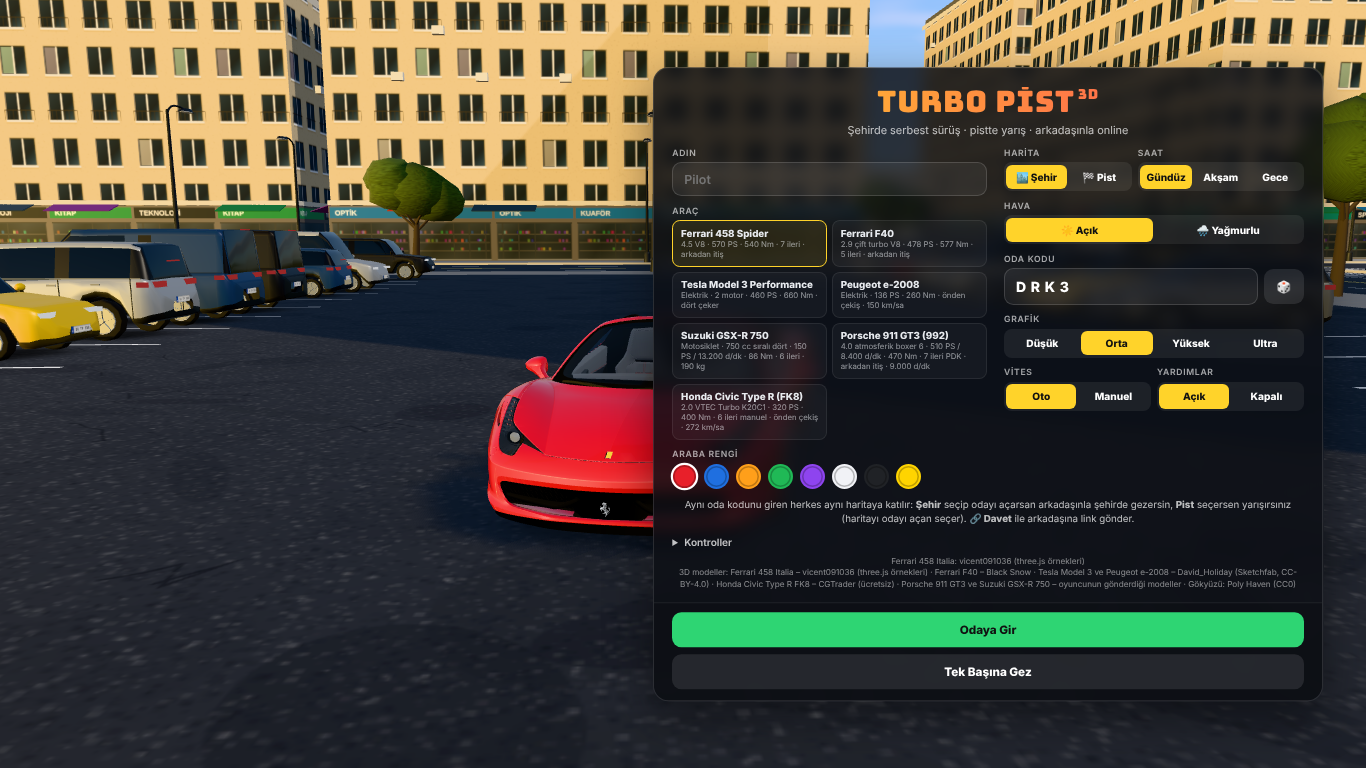 TURBO PİST 3D
Şehirde serbest sürüş · pistte yarış · arkadaşınla online
ADIN
Pilot
ARAÇ
Ferrari 458 Spider
4.5 V8 · 570 PS · 540 Nm · 7 ileri ·
arkadan itiş
Ferrari F40
2.9 çift turbo V8 · 478 PS · 577 Nm ·
5 ileri · arkadan itiş
Tesla Model 3 Performance
Elektrik · 2 motor · 460 PS · 660 Nm ·
dört çeker
Peugeot e-2008
Elektrik · 136 PS · 260 Nm · önden
çekiş · 150 km/sa
Suzuki GSX-R 750
Motosiklet · 750 cc sıralı dört · 150
PS / 13.200 d/dk · 86 Nm · 6 ileri ·
190 kg
Porsche 911 GT3 (992)
4.0 atmosferik boxer 6 · 510 PS /
8.400 d/dk · 470 Nm · 7 ileri PDK ·
arkadan itiş · 9.000 d/dk
Honda Civic Type R (FK8)
2.0 VTEC Turbo K20C1 · 320 PS ·
400 Nm · 6 ileri manuel · önden çekiş
· 272 km/sa
HARİTA
Şehir
Pist
SAAT
Gündüz
Akşam
Gece
HAVA
Açık
Yağmurlu
ODA KODU
DRK3
GRAFİK
Düşük
Orta
Yüksek
Ultra
VİTES
Oto
Manuel
YARDIMLAR
Açık
Kapalı
ARABA RENGİ
Aynı oda kodunu giren herkes aynı haritaya katılır: Şehir seçip odayı açarsan arkadaşınla şehirde gezersin, Pist seçersen yarışırsınız
(haritayı odayı açan seçer). 🔗 Davet ile arkadaşına link gönder.
▶ Kontroller
Ferrari 458 Italia: vicent091036 (three.js örnekleri)
3D modeller: Ferrari 458 Italia – vicent091036 (three.js örnekleri) · Ferrari F40 – Black Snow · Tesla Model 3 ve Peugeot e-2008 – David_Holiday (Sketchfab, CC-
BY-4.0) · Honda Civic Type R FK8 – CGTrader (ücretsiz) · Porsche 911 GT3 ve Suzuki GSX-R 750 – oyuncunun gönderdiği modeller · Gökyüzü: Poly Haven (CC0)
Odaya Gir
Tek Başına Gez
KİTAP
TEKNOLO
KİTAP
OPTİK
OPTİK
KUAFÖR